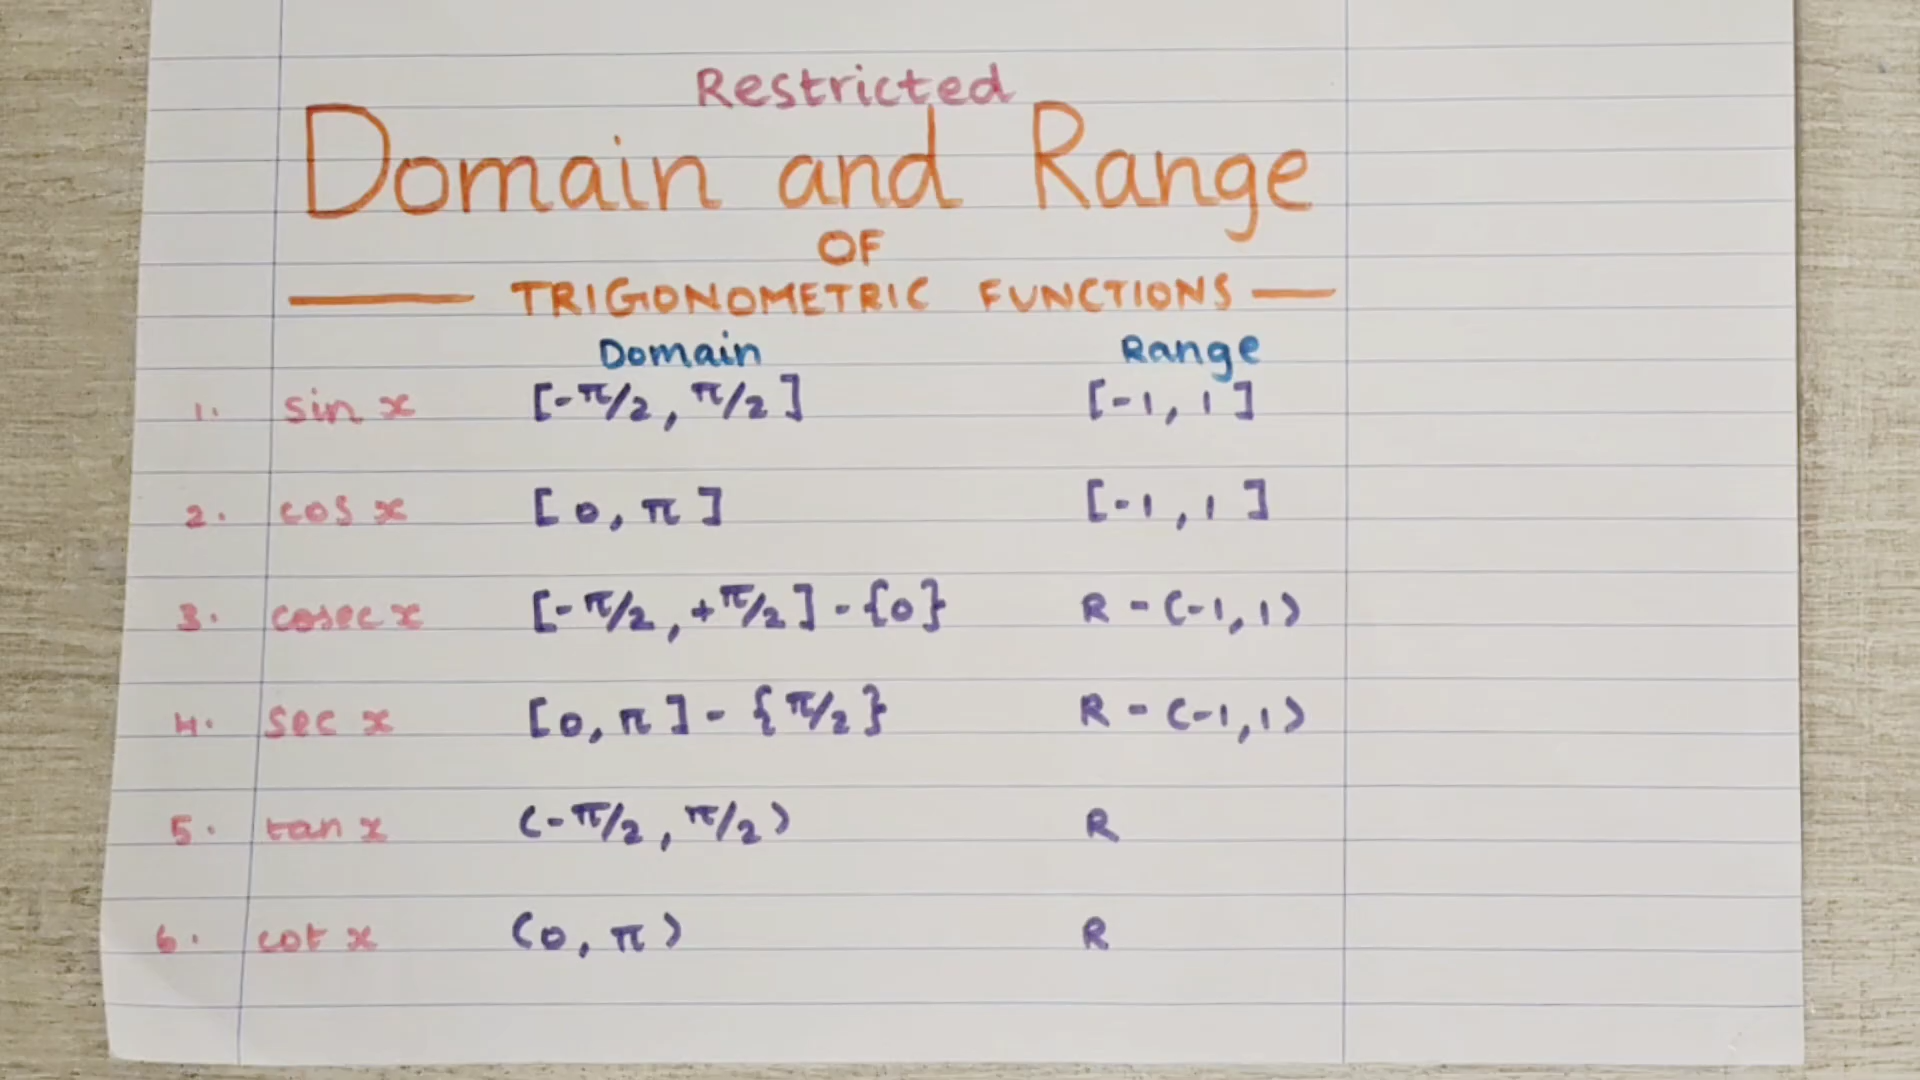 Restricted
Domain and Range
OF
TRIGONOMETRIC FUNCTIONS
Domain Range
1. sin x [-π/2, π/2] [-1, 1]
2. cos x [0, π] [-1, 1]
3. cosec x [-π/2, +π/2] - {0} R - (-1, 1)
4. sec x [0, π] - {π/2} R - (-1, 1)
5. tan x (-π/2, π/2) R
6. cot x (0, π) R